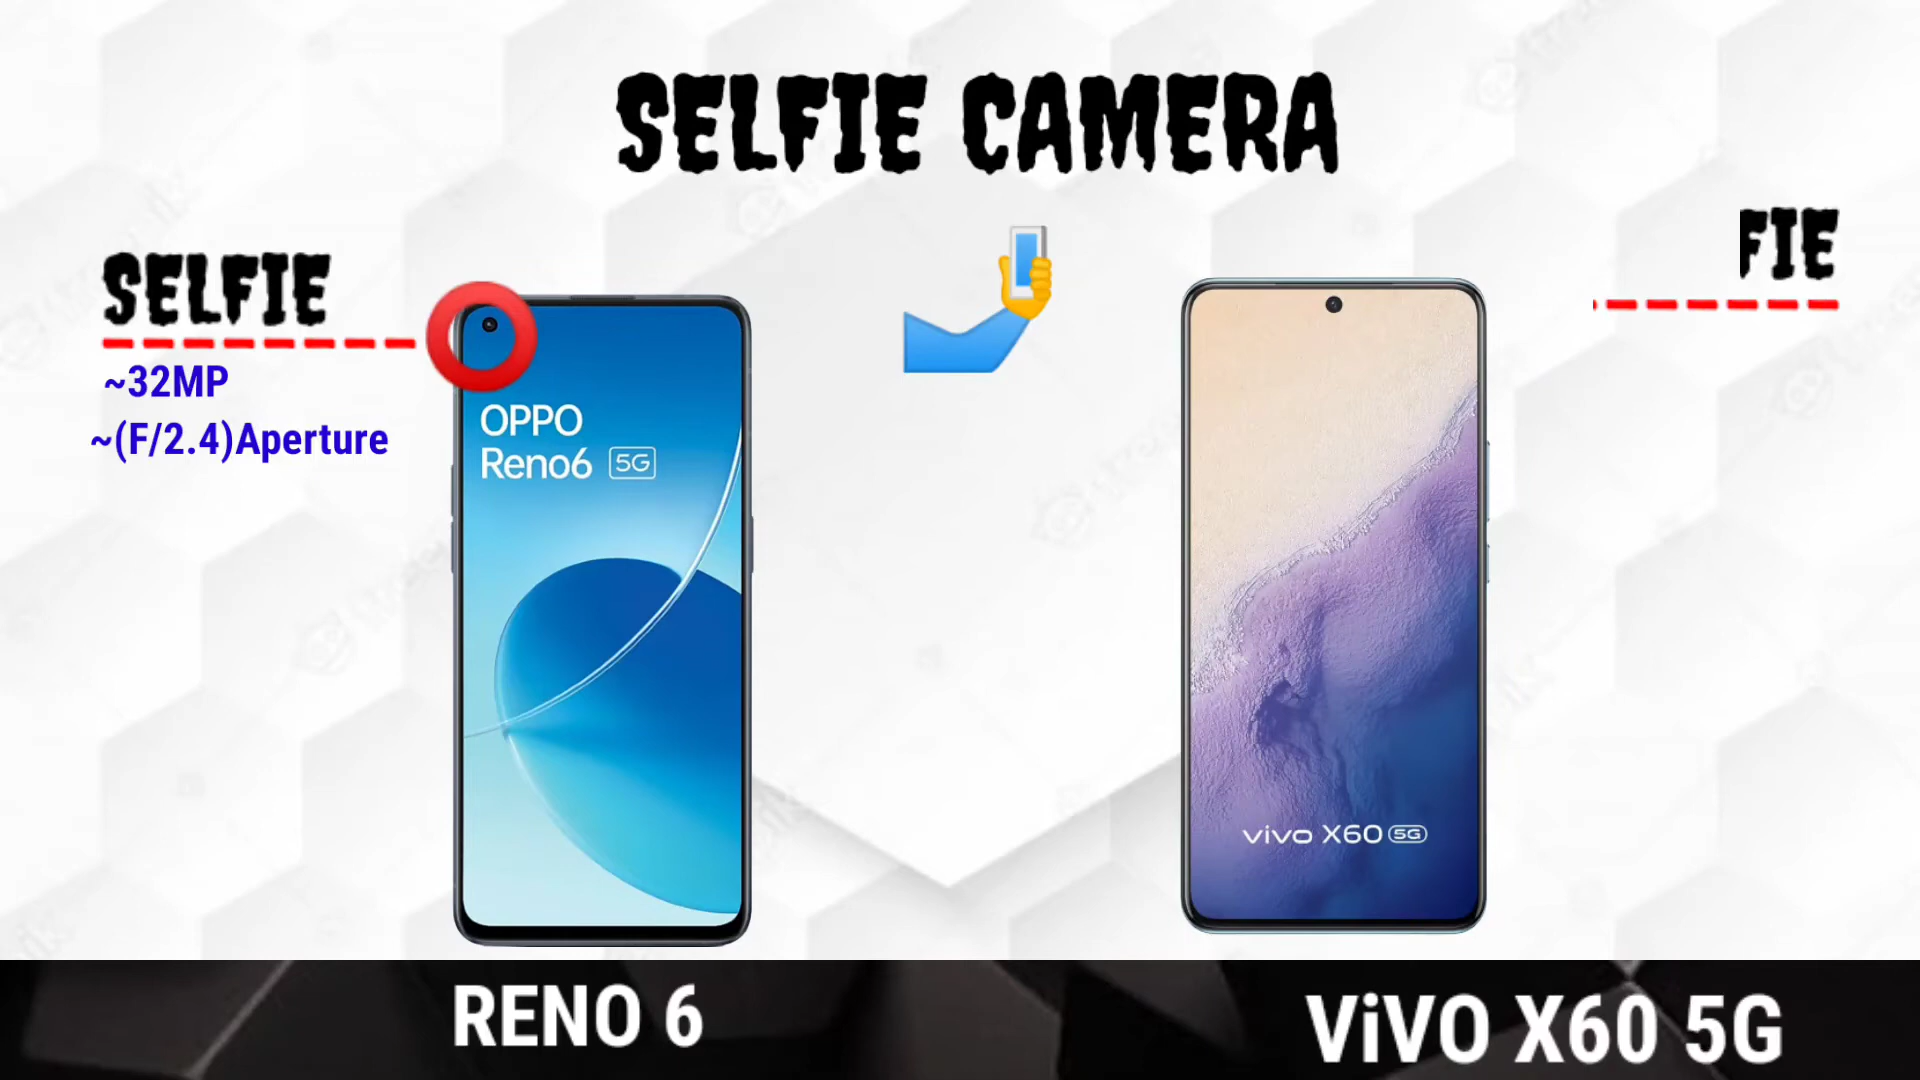 SELFIE CAMERA
SELFIE
~32MP
~(F/2.4)Aperture
FIE
OPPO
Reno6 5G
vivo X60 5G
RENO 6
ViVO X60 5G